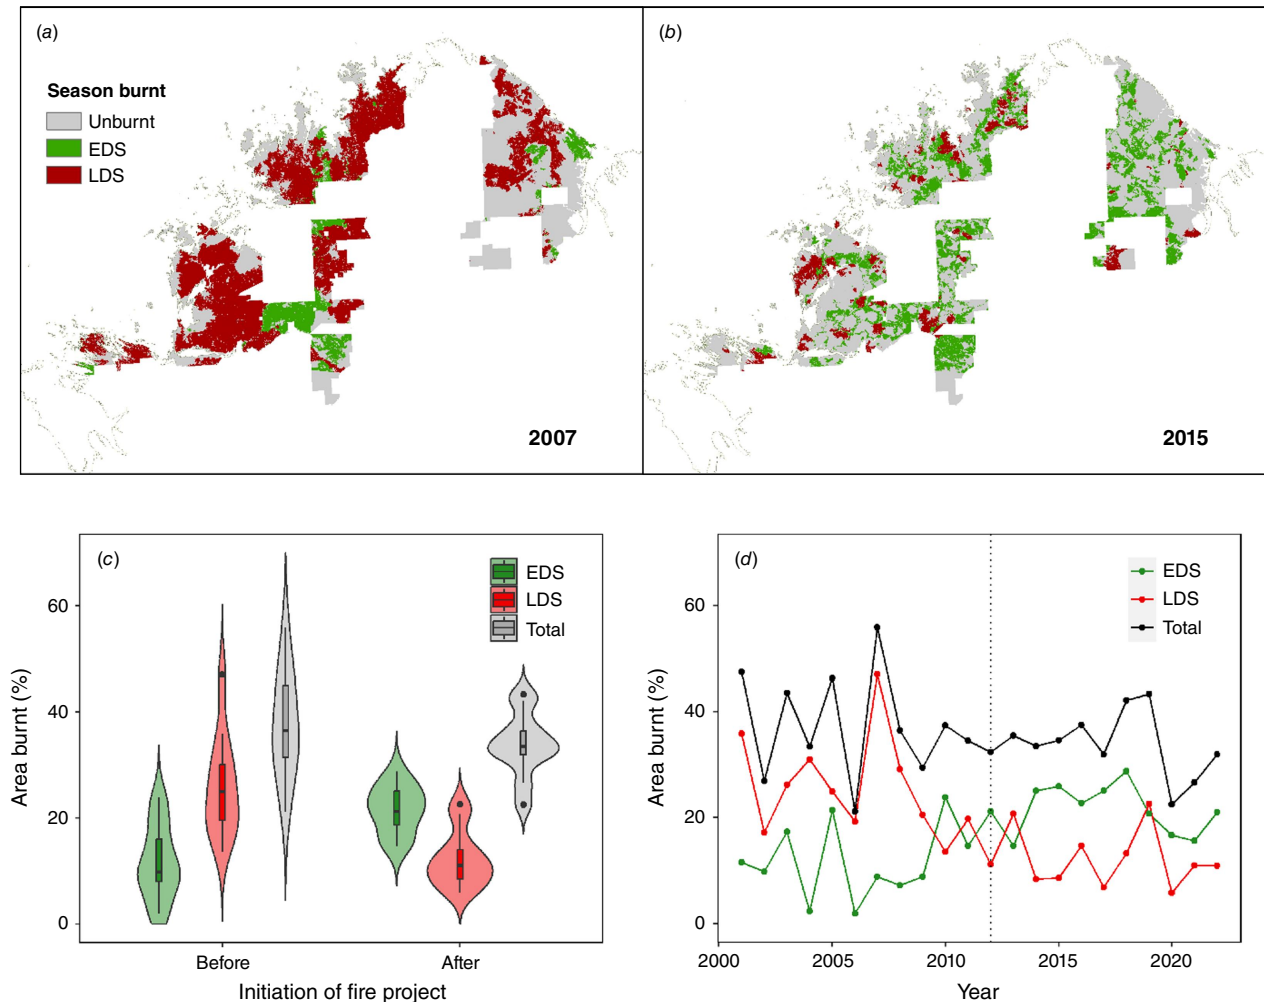 (a)
Season burnt
Unburnt
EDS
LDS
2007
(b)
2015
(c)
EDS
LDS
Total
Area burnt (%)
60
40
20
0
Before
After
Initiation of fire project
(d)
EDS
LDS
Total
Area burnt (%)
60
40
20
0
2000
2005
2010
2015
2020
Year